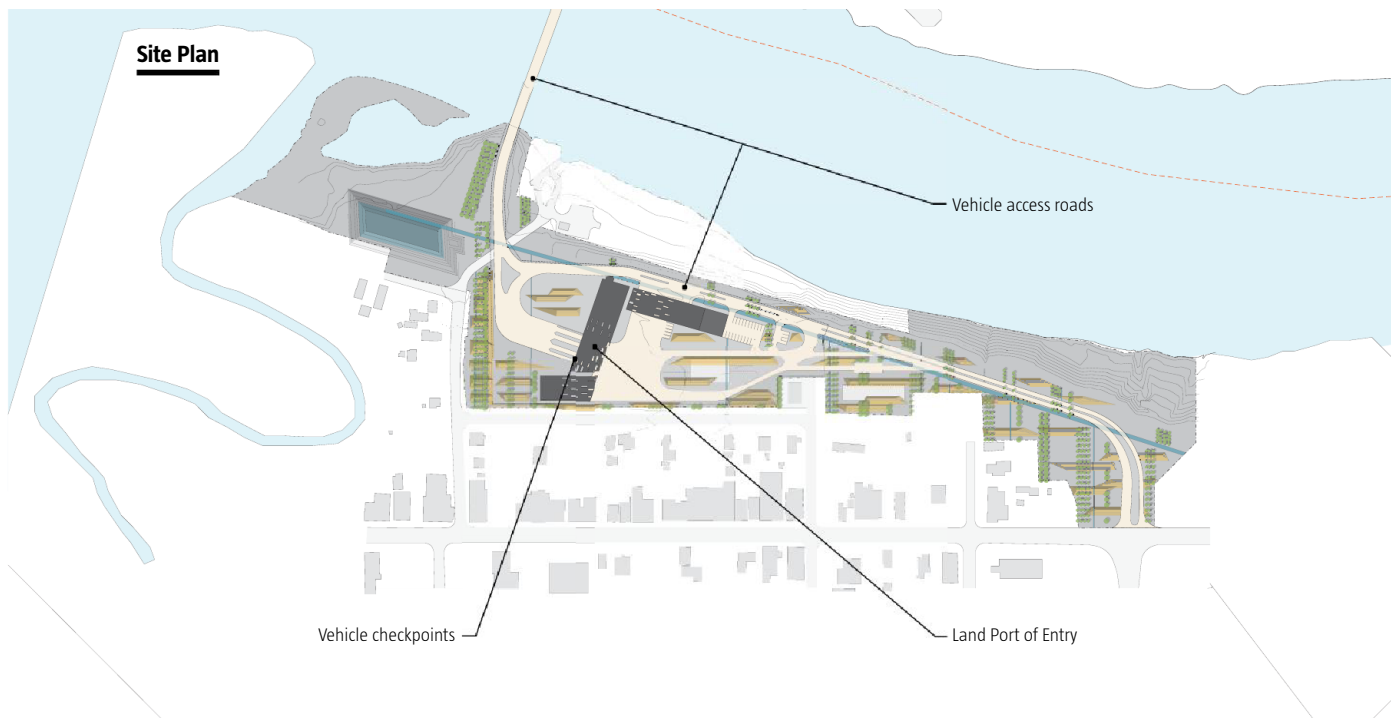 Site Plan
Vehicle access roads
Vehicle checkpoints
Land Port of Entry